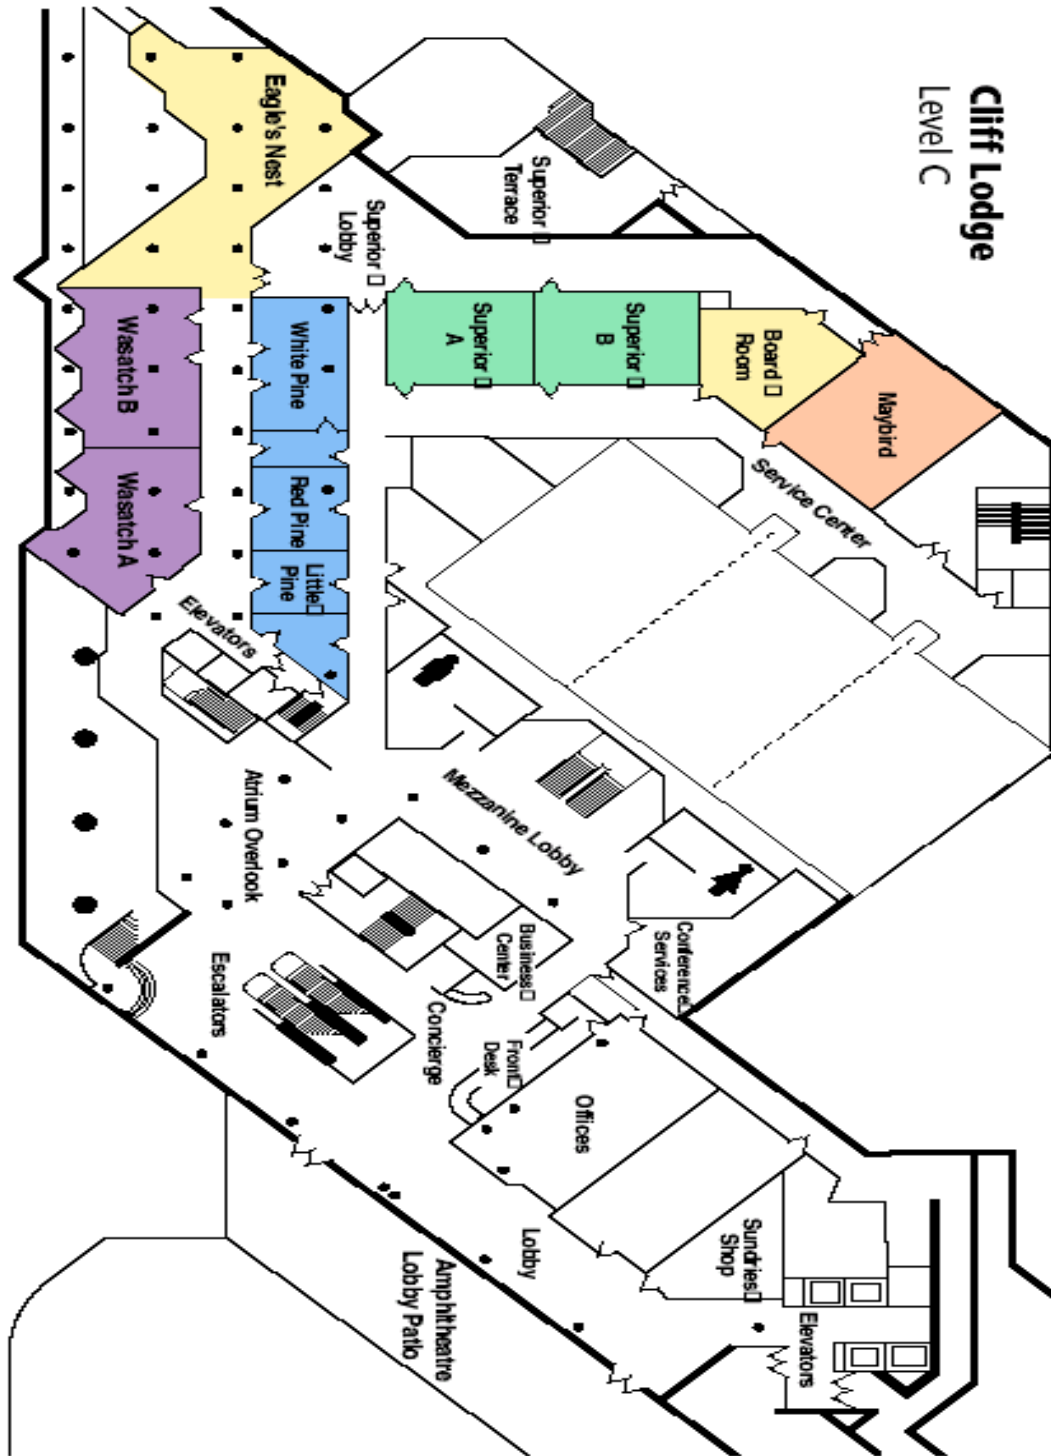 Cliff Lodge
Level C
Eagle's Nest
Superior
Terrace
Superior
Lobby
Superior
A
Superior
B
Board
Room
Maybird
Wasatch B
Wasatch A
White Pine
Red Pine
Little
Pine
Service Center
Elevators
Mezzanine Lobby
Atrium Overlook
Escalators
Business
Center
Conference
Services
Concierge
Front
Desk
Offices
Lobby
Sundries
Shop
Elevators
Amphitheatre
Lobby Patio